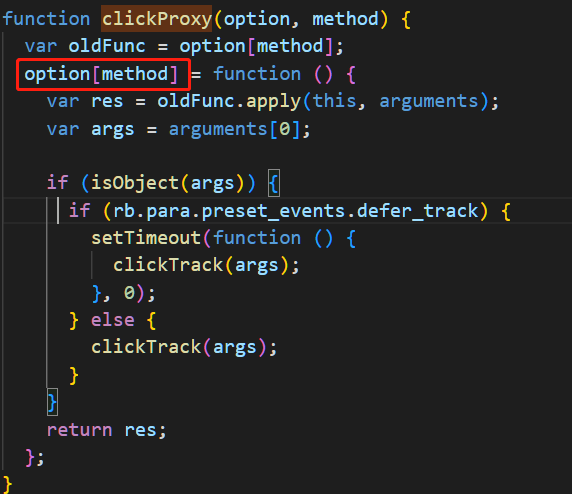 function clickProxy(option, method) {
  var oldFunc = option[method];
  option[method] = function () {
    var res = oldFunc.apply(this, arguments);
    var args = arguments[0];

    if (isObject(args)) {
      if (rb.para.preset_events.defer_track) {
        setTimeout(function () {
          clickTrack(args);
        }, 0);
      } else {
        clickTrack(args);
      }
    }
    return res;
  };
}